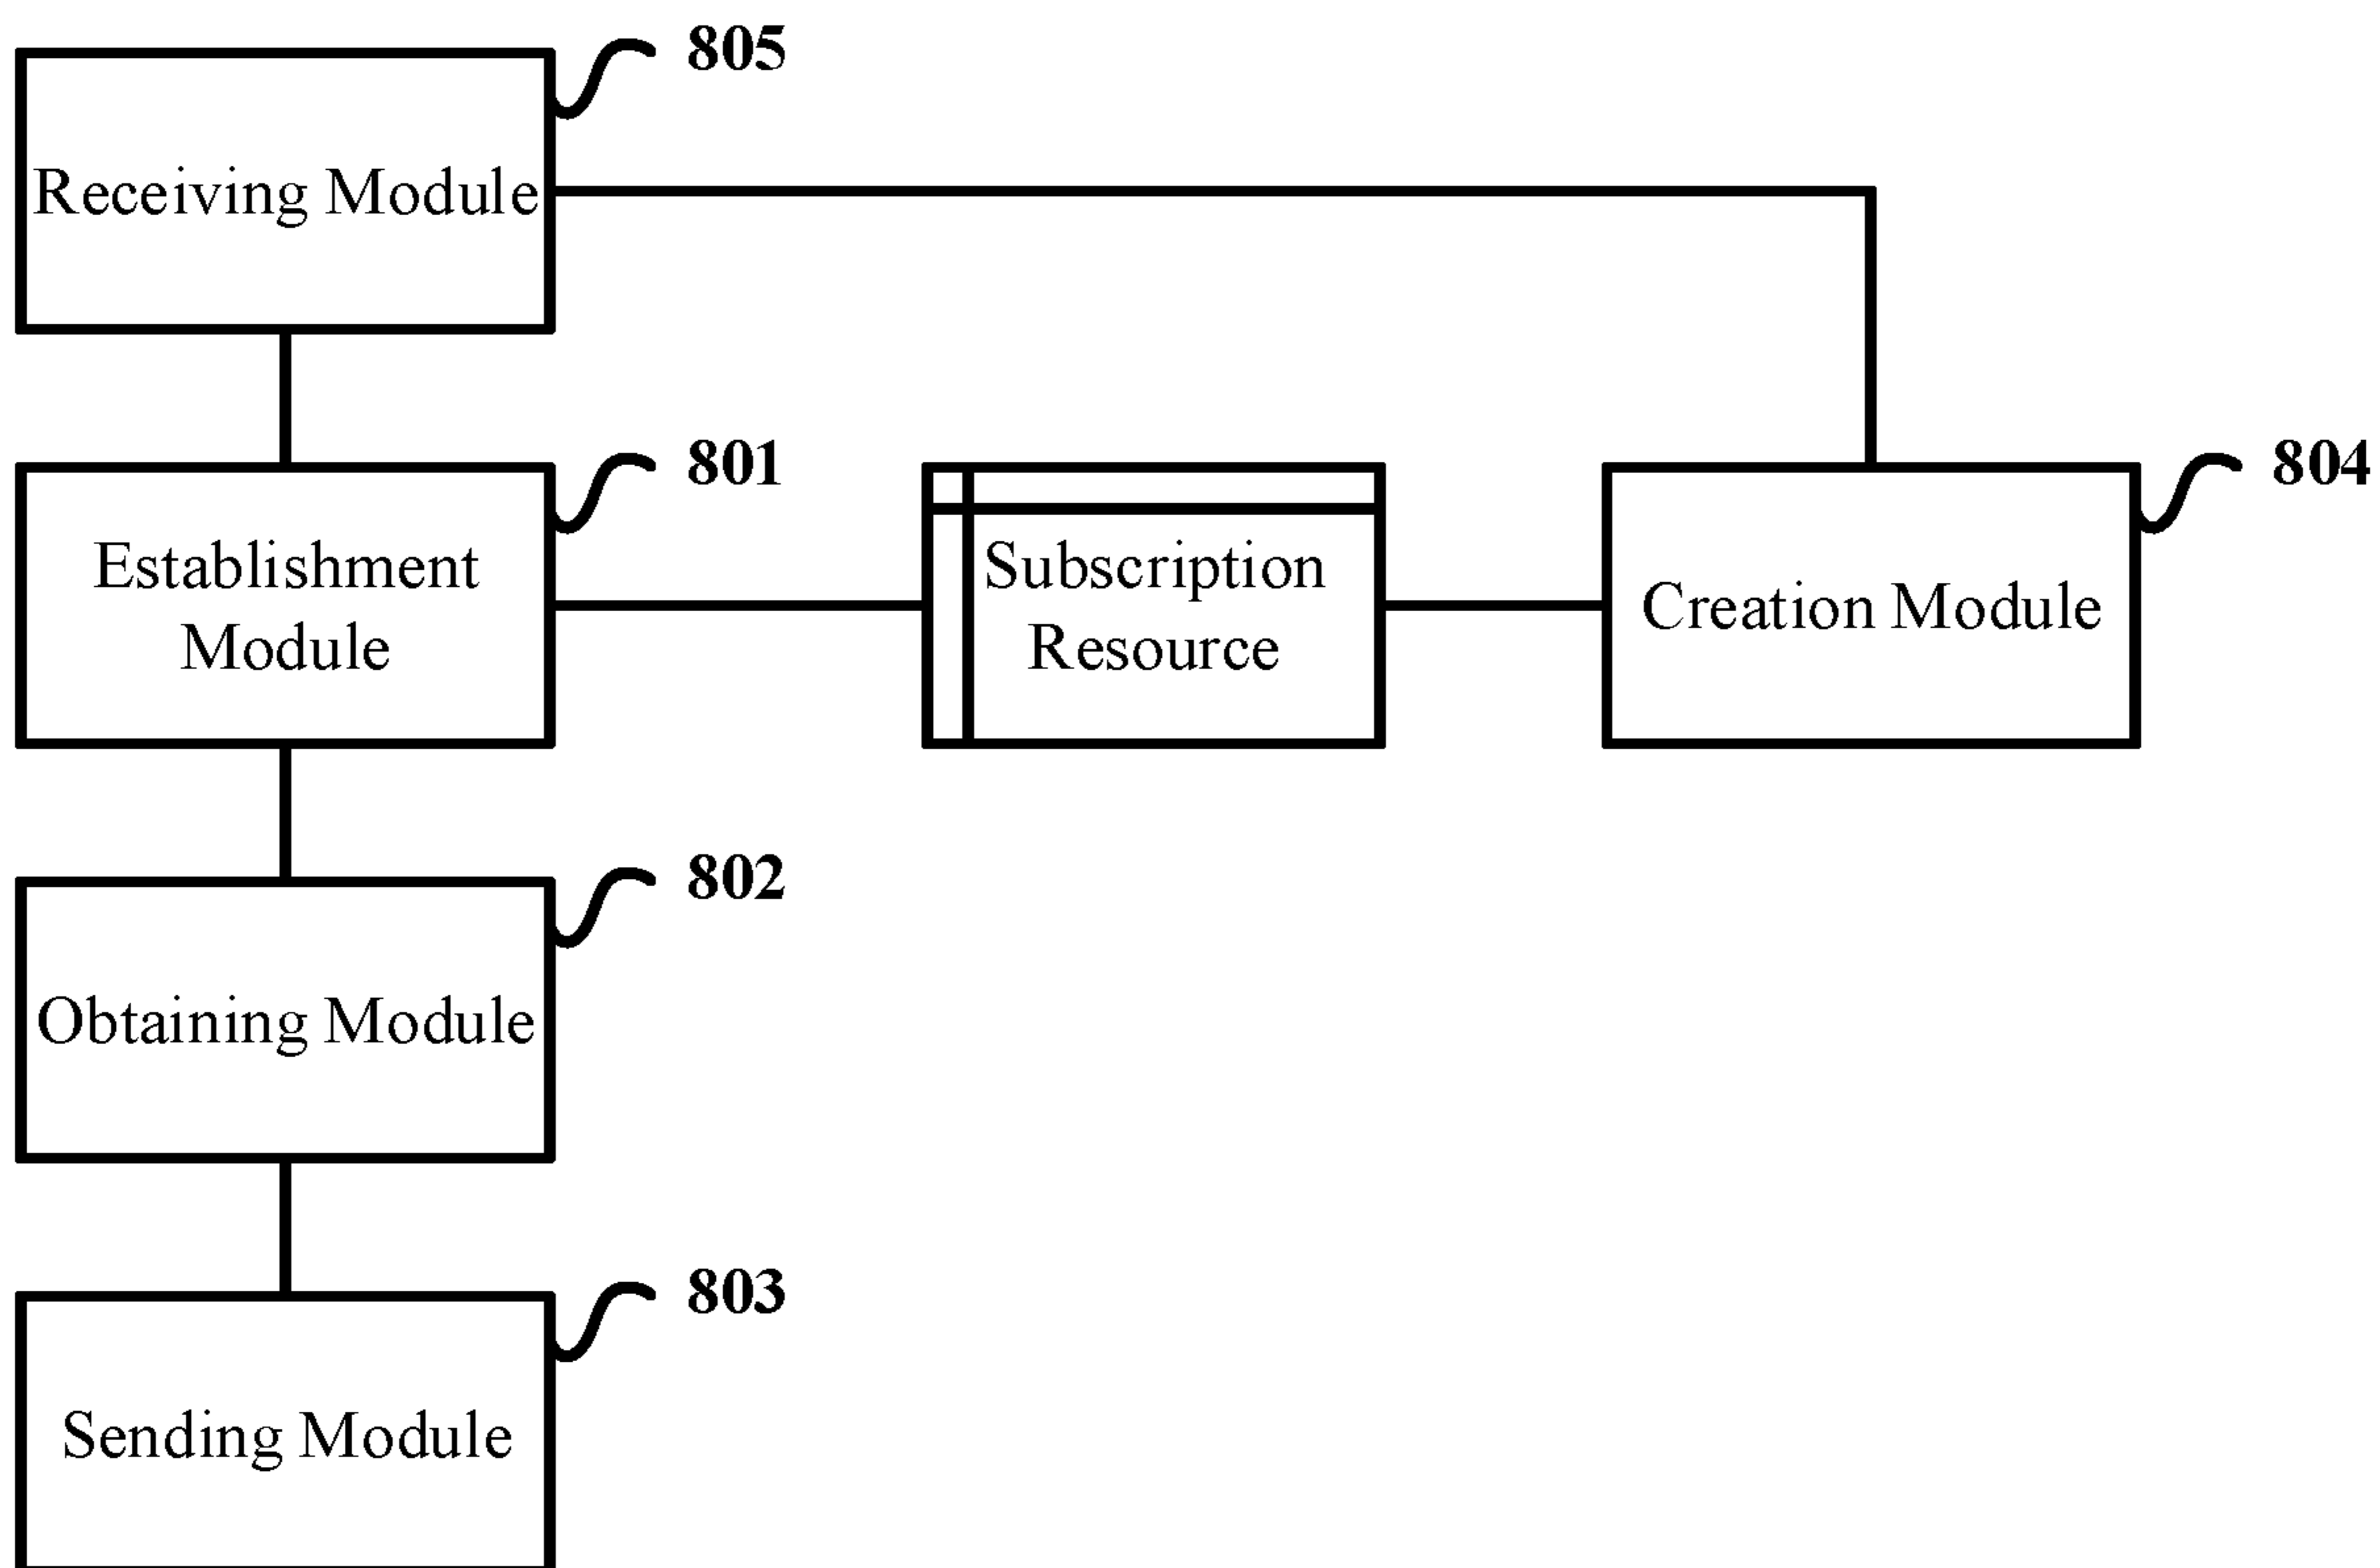 805
Receiving Module
801
Establishment
Module
Subscription
Resource
804
Creation Module
802
Obtaining Module
803
Sending Module